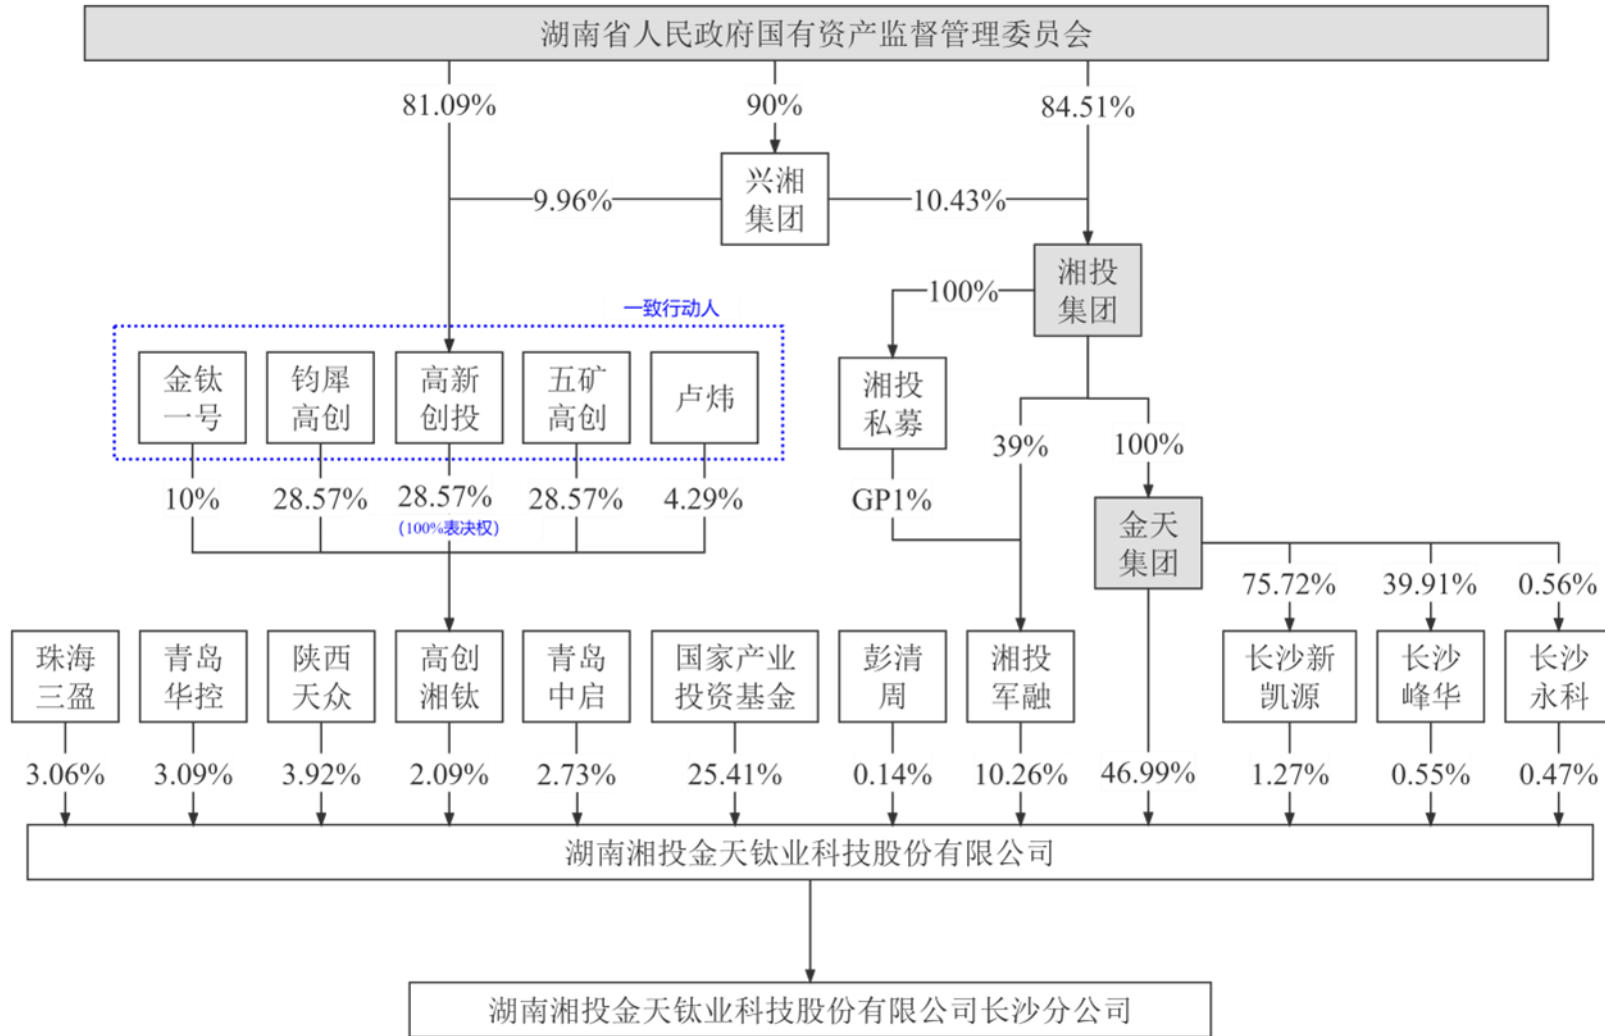 湖南省人民政府国有资产监督管理委员会
81.09%
90%
84.51%
兴湘
集团
9.96%
10.43%
湘投
集团
100%
一致行动人
金钛
一号
钧犀
高创
高新
创投
五矿
高创
卢炜
湘投
私募
39%
100%
10%
28.57%
28.57%
(100%表决权)
28.57%
4.29%
GP1%
金天
集团
75.72%
39.91%
0.56%
珠海
三盈
青岛
华控
陕西
天众
高创
湘钛
青岛
中启
国家产业
投资基金
彭清
周
湘投
军融
长沙新
凯源
长沙
峰华
长沙
永科
3.06%
3.09%
3.92%
2.09%
2.73%
25.41%
0.14%
10.26%
46.99%
1.27%
0.55%
0.47%
湖南湘投金天钛业科技股份有限公司
湖南湘投金天钛业科技股份有限公司长沙分公司